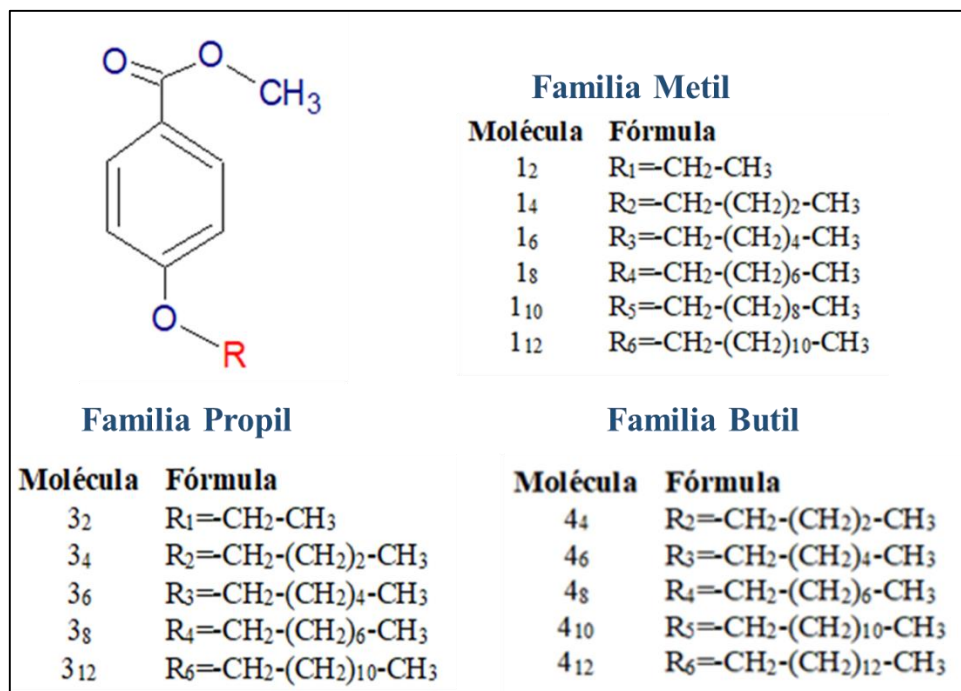 O
O
CH3
O
R
Familia Metil
Molécula Fórmula
1₂ R₁=-CH₂-CH₃
1₄ R₂=-CH₂-(CH₂)₂-CH₃
1₆ R₃=-CH₂-(CH₂)₄-CH₃
1₈ R₄=-CH₂-(CH₂)₆-CH₃
1₁₀ R₅=-CH₂-(CH₂)₈-CH₃
1₁₂ R₆=-CH₂-(CH₂)₁₀-CH₃
Familia Propil
Molécula Fórmula
3₂ R₁=-CH₂-CH₃
3₄ R₂=-CH₂-(CH₂)₂-CH₃
3₆ R₃=-CH₂-(CH₂)₄-CH₃
3₈ R₄=-CH₂-(CH₂)₆-CH₃
3₁₂ R₆=-CH₂-(CH₂)₁₀-CH₃
Familia Butil
Molécula Fórmula
4₄ R₂=-CH₂-(CH₂)₂-CH₃
4₆ R₃=-CH₂-(CH₂)₄-CH₃
4₈ R₄=-CH₂-(CH₂)₆-CH₃
4₁₀ R₅=-CH₂-(CH₂)₁₀-CH₃
4₁₂ R₆=-CH₂-(CH₂)₁₂-CH₃